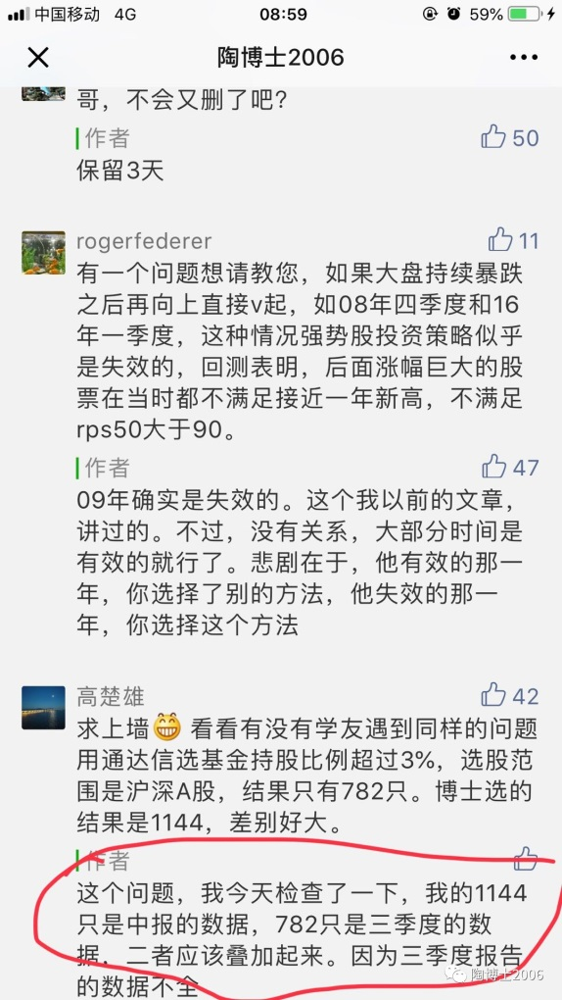 中国移动 4G 08:59 59%
陶博士2006
哥，不会又删了吧?
作者 50
保留3天
rogerfederer 11
有一个问题想请教您，如果大盘持续暴跌
之后再向上直接v起，如08年四季度和16
年一季度，这种情况强势股投资策略似乎
是失效的，回测表明，后面涨幅巨大的股
票在当时都不满足接近一年新高，不满足
rps50大于90。
作者 47
09年确实是失效的。这个我以前的文章，
讲过的。不过，没有关系，大部分时间是
有效的就行了。悲剧在于，他有效的那一
年，你选择了别的方法，他失效的那一
年，你选择这个方法
高楚雄 42
求上墙😁 看看有没有学友遇到同样的问题
用通达信选基金持股比例超过3%，选股范
围是沪深A股，结果只有782只。博士选的
结果是1144，差别好大。
作者
这个问题，我今天检查了一下，我的1144
只是中报的数据，782只是三季度的数
据，二者应该叠加起来。因为三季度报告
的数据不全
陶博士2006